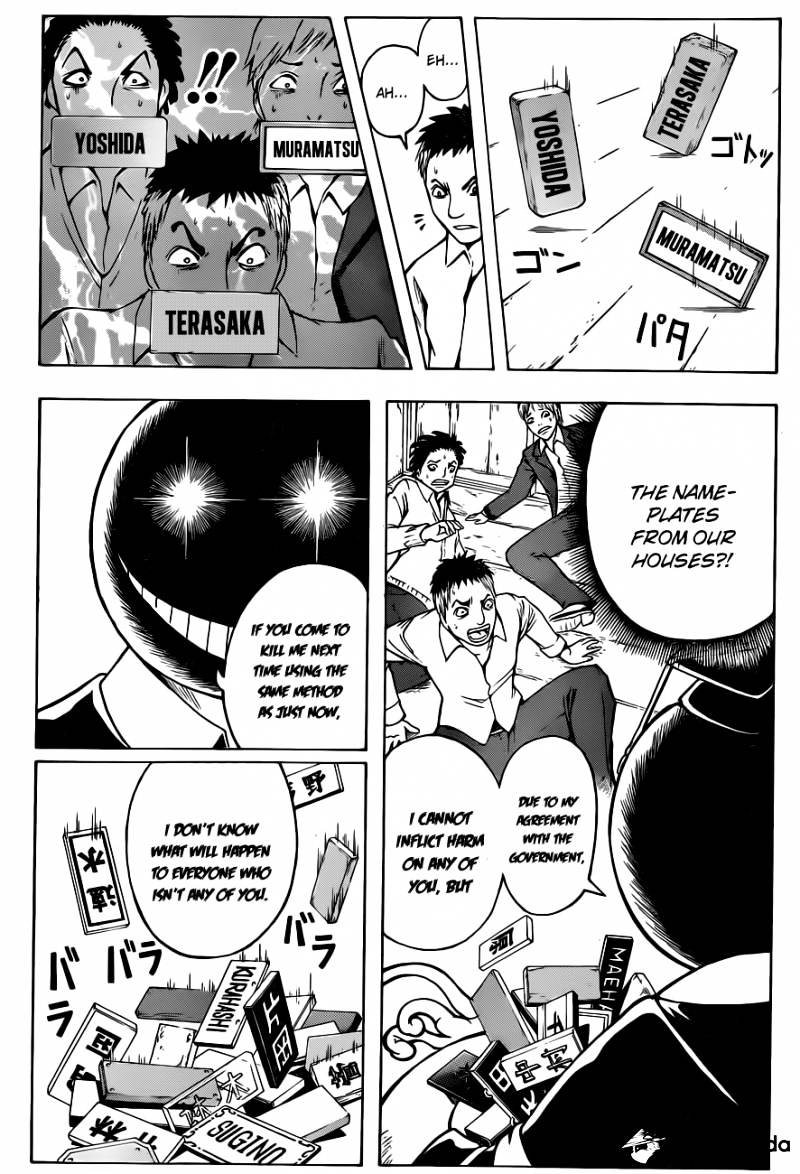 YOSHIDA
TERASAKA
MURAMATSU
ゴトッ
ゴン
パタ
EH...
AH...
!!
YOSHIDA
MURAMATSU
TERASAKA
THE NAME-
PLATES
FROM OUR
HOUSES?!
DUE TO MY
AGREEMENT
WITH THE
GOVERNMENT,
I CANNOT
INFLICT HARM
ON ANY OF
YOU, BUT
MAEH
IF YOU COME TO
KILL ME NEXT
TIME USING THE
SAME METHOD
AS JUST NOW,
I DON'T KNOW
WHAT WILL HAPPEN
TO EVERYONE WHO
ISN'T ANY OF YOU.
バラ
バラ
バラ
KURAHASHI
SUGINO
da